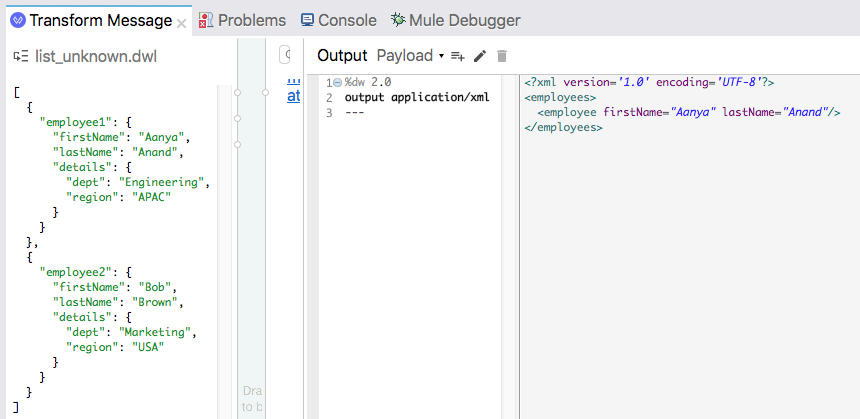 Transform Message
Problems
Console
Mule Debugger
list_unknown.dwl
[
{
"employee1": {
"firstName": "Aanya",
"lastName": "Anand",
"details": {
"dept": "Engineering",
"region": "APAC"
}
}
},
{
"employee2": {
"firstName": "Bob",
"lastName": "Brown",
"details": {
"dept": "Marketing",
"region": "USA"
}
}
}
]
at
Dra
to b
Output Payload
1 %dw 2.0
2 output application/xml
3 ---
<?xml version='1.0' encoding='UTF-8'?>
<employees>
<employee firstName="Aanya" lastName="Anand"/>
</employees>